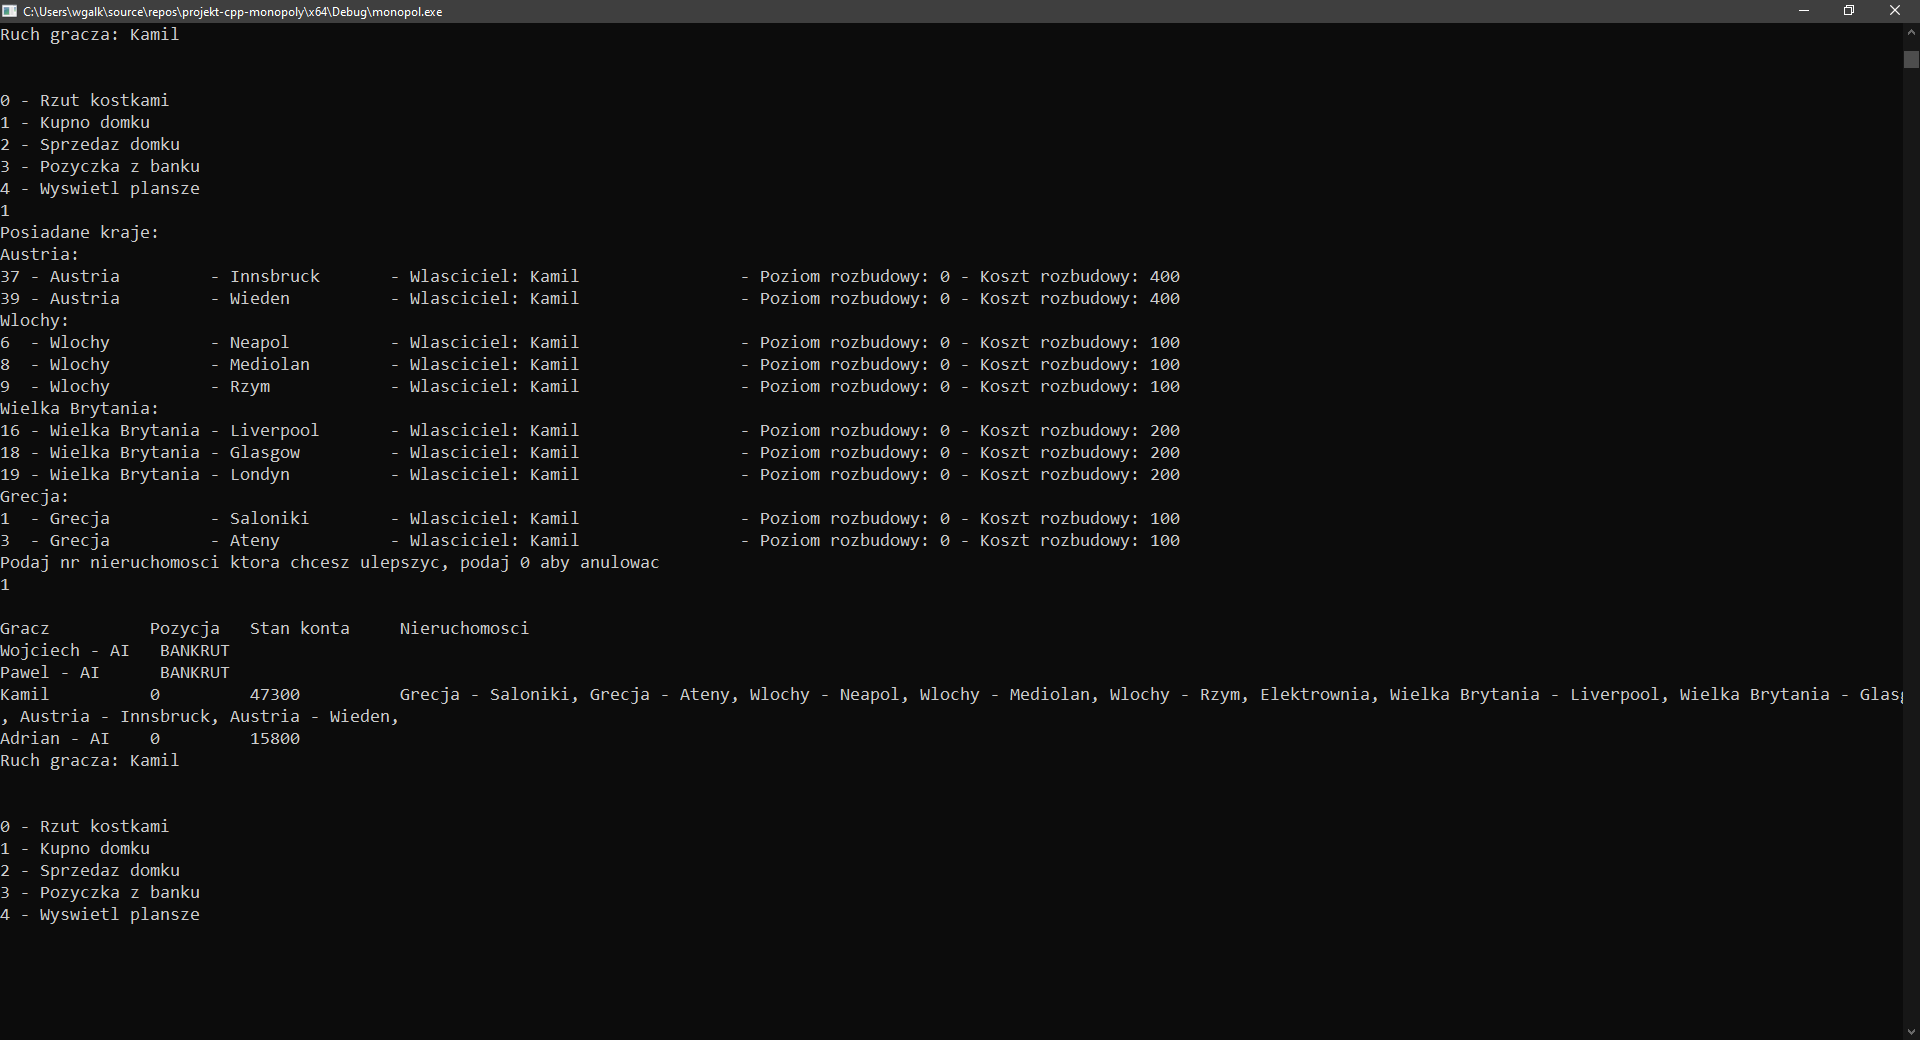 C:\Users\wgalk\source\repos\projekt-cpp-monopoly\x64\Debug\monopol.exe
Ruch gracza: Kamil
0 - Rzut kostkami
1 - Kupno domku
2 - Sprzedaz domku
3 - Pozyczka z banku
4 - Wyswietl plansze
1
Posiadane kraje:
Austria:
37 - Austria - Innsbruck - Wlasciciel: Kamil - Poziom rozbudowy: 0 - Koszt rozbudowy: 400
39 - Austria - Wieden - Wlasciciel: Kamil - Poziom rozbudowy: 0 - Koszt rozbudowy: 400
Wlochy:
6 - Wlochy - Neapol - Wlasciciel: Kamil - Poziom rozbudowy: 0 - Koszt rozbudowy: 100
8 - Wlochy - Mediolan - Wlasciciel: Kamil - Poziom rozbudowy: 0 - Koszt rozbudowy: 100
9 - Wlochy - Rzym - Wlasciciel: Kamil - Poziom rozbudowy: 0 - Koszt rozbudowy: 100
Wielka Brytania:
16 - Wielka Brytania - Liverpool - Wlasciciel: Kamil - Poziom rozbudowy: 0 - Koszt rozbudowy: 200
18 - Wielka Brytania - Glasgow - Wlasciciel: Kamil - Poziom rozbudowy: 0 - Koszt rozbudowy: 200
19 - Wielka Brytania - Londyn - Wlasciciel: Kamil - Poziom rozbudowy: 0 - Koszt rozbudowy: 200
Grecja:
1 - Grecja - Saloniki - Wlasciciel: Kamil - Poziom rozbudowy: 0 - Koszt rozbudowy: 100
3 - Grecja - Ateny - Wlasciciel: Kamil - Poziom rozbudowy: 0 - Koszt rozbudowy: 100
Podaj nr nieruchomosci ktora chcesz ulepszyc, podaj 0 aby anulowac
1
Gracz Pozycja Stan konta Nieruchomosci
Wojciech - AI BANKRUT
Pawel - AI BANKRUT
Kamil 0 47300 Grecja - Saloniki, Grecja - Ateny, Wlochy - Neapol, Wlochy - Mediolan, Wlochy - Rzym, Elektrownia, Wielka Brytania - Liverpool, Wielka Brytania - Glasg
, Austria - Innsbruck, Austria - Wieden,
Adrian - AI 0 15800
Ruch gracza: Kamil
0 - Rzut kostkami
1 - Kupno domku
2 - Sprzedaz domku
3 - Pozyczka z banku
4 - Wyswietl plansze